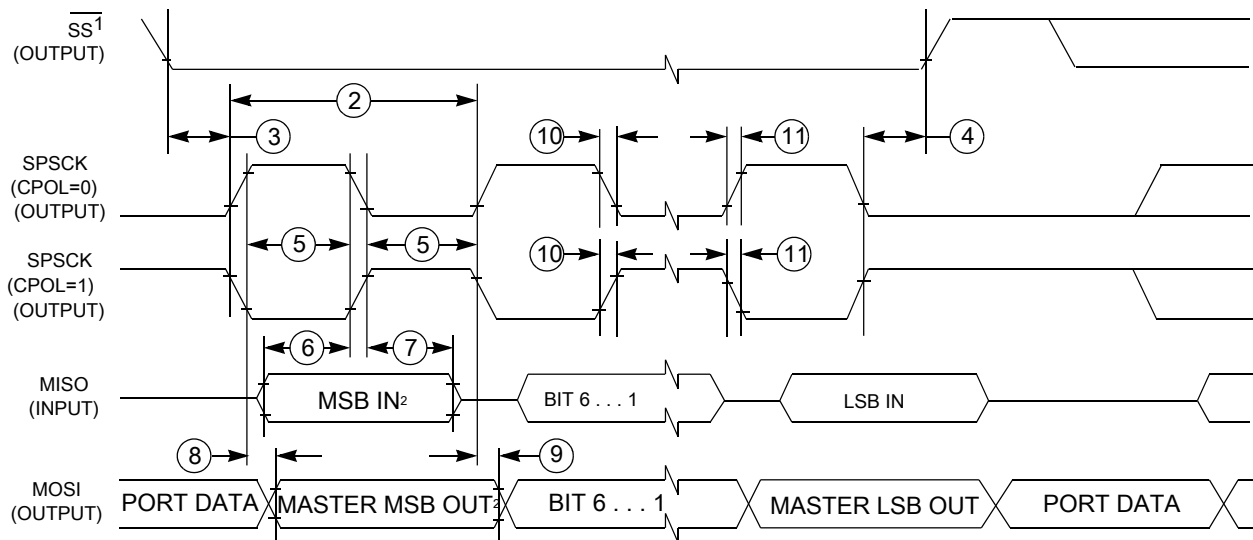 SS1
(OUTPUT)
2
3
10
11
4
SPSCK
(CPOL=0)
(OUTPUT)
5
5
10
11
SPSCK
(CPOL=1)
(OUTPUT)
6
7
MISO
(INPUT)
MSB IN2
BIT 6 . . . 1
LSB IN
8
9
MOSI
(OUTPUT)
PORT DATA
MASTER MSB OUT2
BIT 6 . . . 1
MASTER LSB OUT
PORT DATA